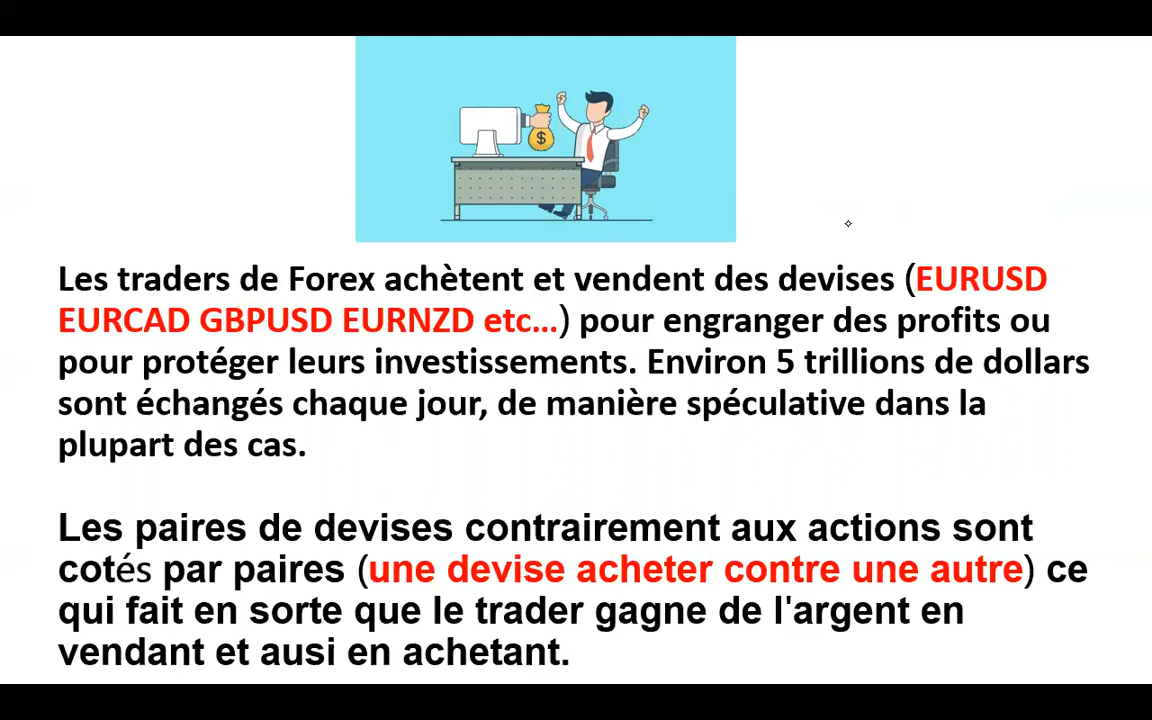 $
Les traders de Forex achètent et vendent des devises (EURUSD
EURCAD GBPUSD EURNZD etc…) pour engranger des profits ou
pour protéger leurs investissements. Environ 5 trillions de dollars
sont échangés chaque jour, de manière spéculative dans la
plupart des cas.
Les paires de devises contrairement aux actions sont
cotés par paires (une devise acheter contre une autre) ce
qui fait en sorte que le trader gagne de l'argent en
vendant et ausi en achetant.